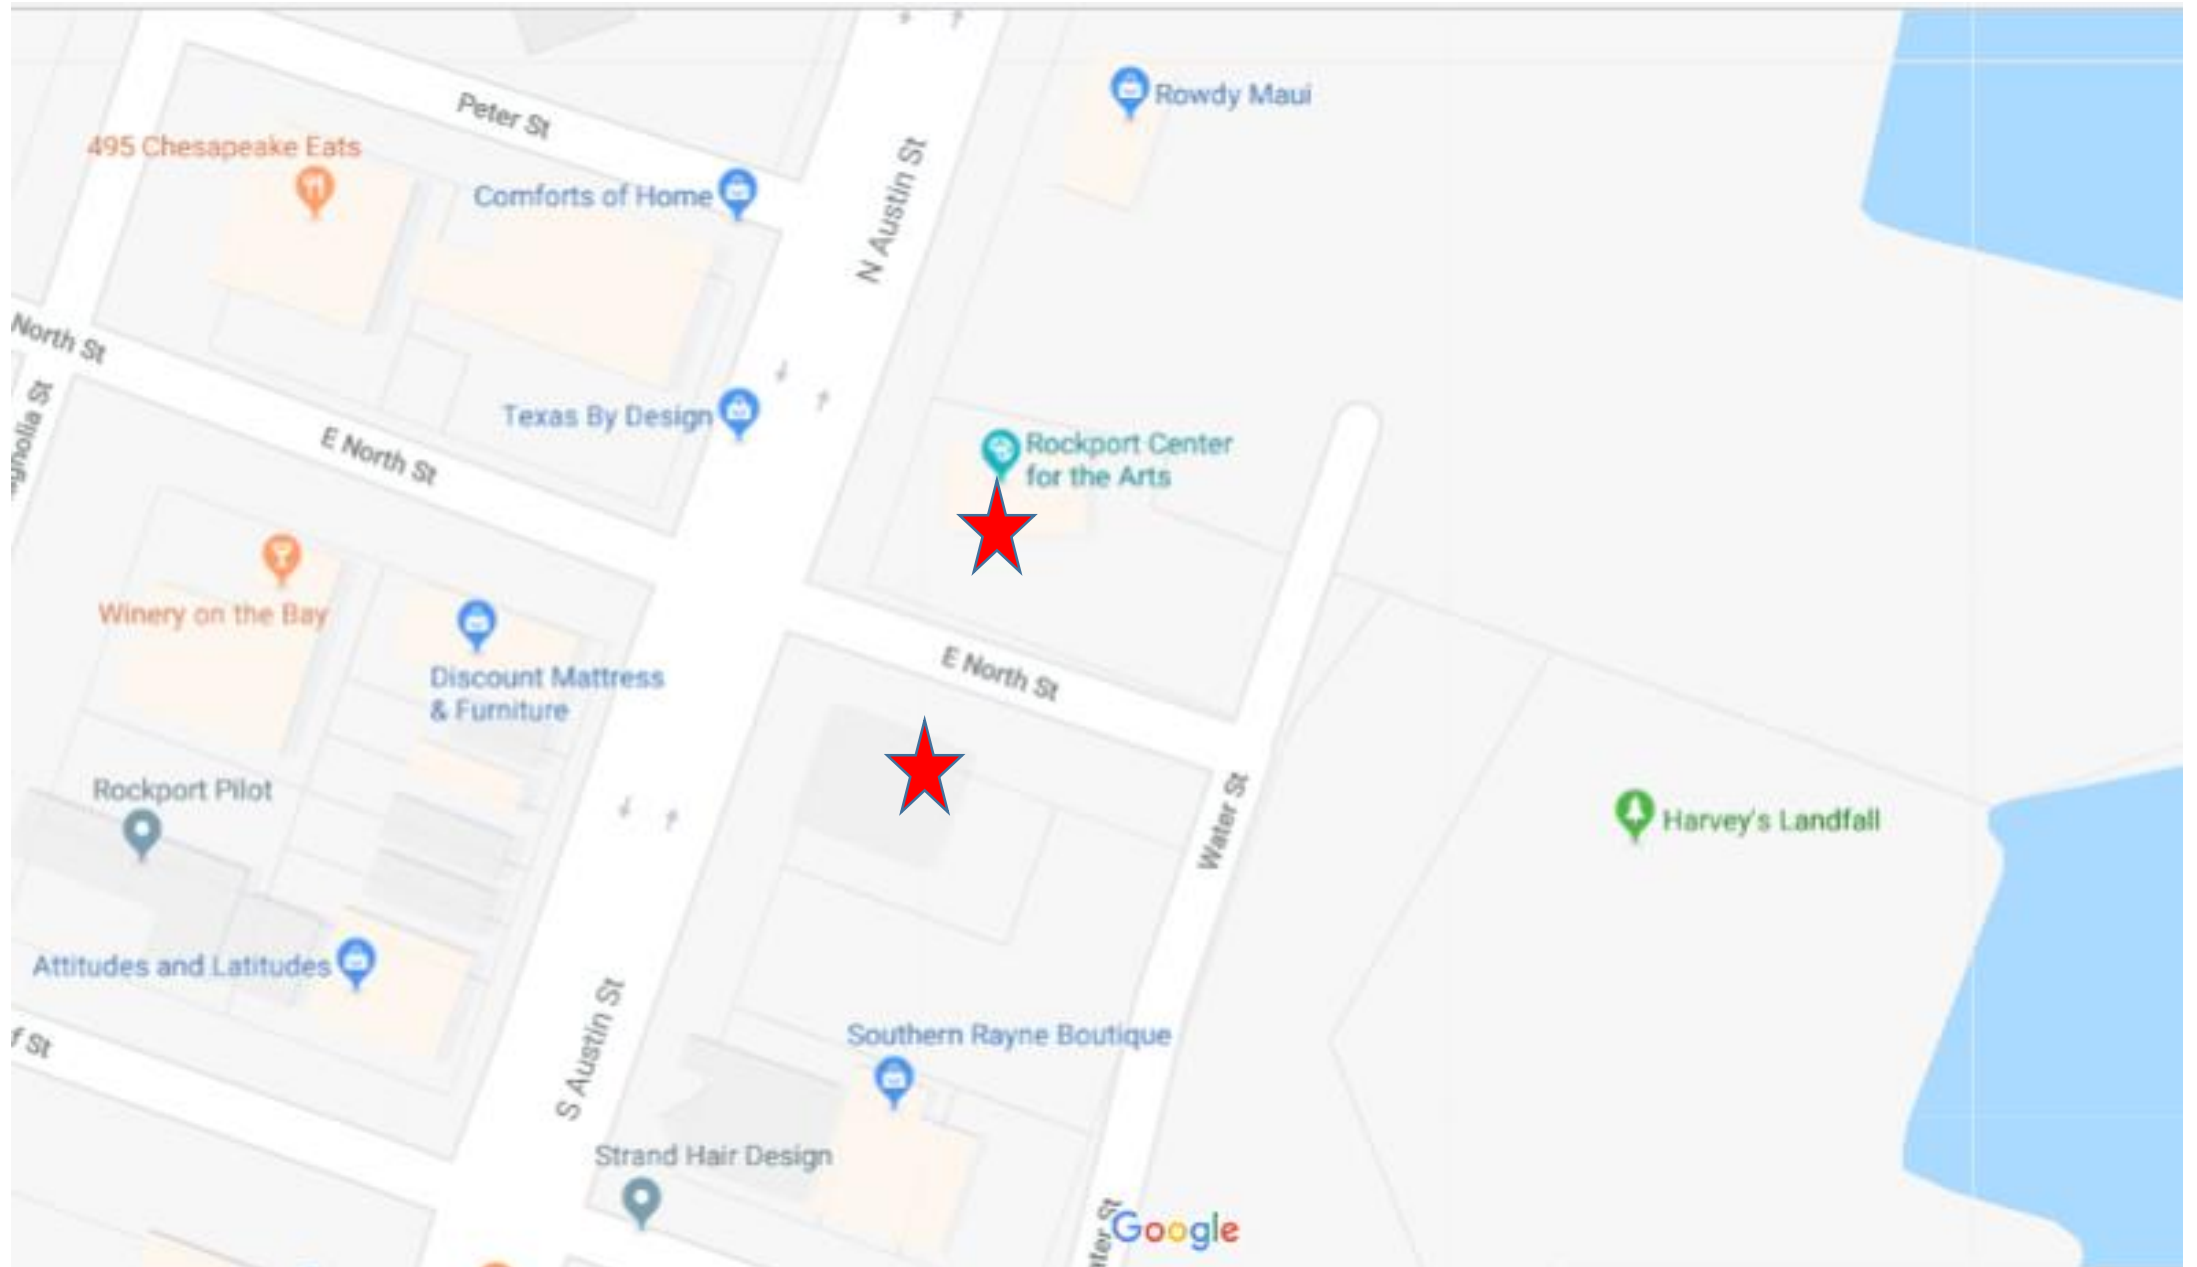 Rowdy Maui
Peter St
495 Chesapeake Eats
Comforts of Home
N Austin St
North St
Texas By Design
E North St
Rockport Center
for the Arts
Winery on the Bay
Discount Mattress
& Furniture
E North St
Rockport Pilot
Water St
Harvey's Landfall
Attitudes and Latitudes
S Austin St
Southern Rayne Boutique
St
Strand Hair Design
St
Google